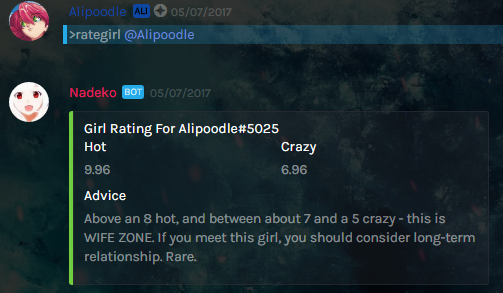 Alipoodle ALI 05/07/2017
>rategirl @Alipoodle
Nadeko BOT 05/07/2017
Girl Rating For Alipoodle#5025
Hot Crazy
9.96 6.96
Advice
Above an 8 hot, and between about 7 and a 5 crazy - this is
WIFE ZONE. If you meet this girl, you should consider long-term
relationship. Rare.